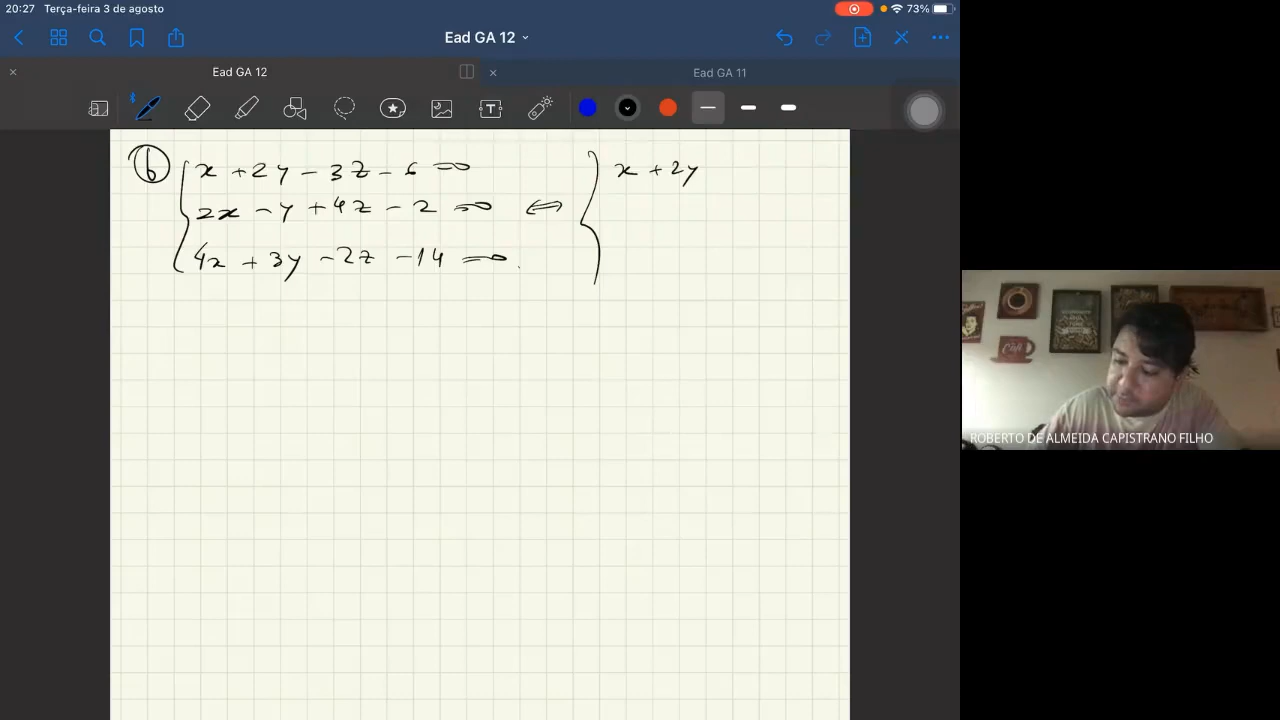 20:27 Terça-feira 3 de agosto 73%
Ead GA 12
Ead GA 12 Ead GA 11
b x + 2y - 3z - 6 = 0 x + 2y
2x - y + 4z - 2 = 0 ⇔
4x + 3y - 2z - 14 = 0.
CAFÉ
ROBERTO DE ALMEIDA CAPISTRANO FILHO